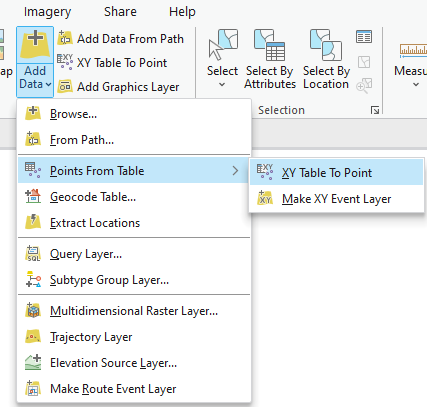 Imagery Share Help
Add Data From Path
XY Table To Point
Add Graphics Layer
Add
Data
ap
Select
Select By
Attributes
Select By
Location
Measu
Selection
Browse...
From Path...
Points From Table
Geocode Table...
Extract Locations
Query Layer...
Subtype Group Layer...
Multidimensional Raster Layer...
Trajectory Layer
Elevation Source Layer...
Make Route Event Layer
XY Table To Point
Make XY Event Layer